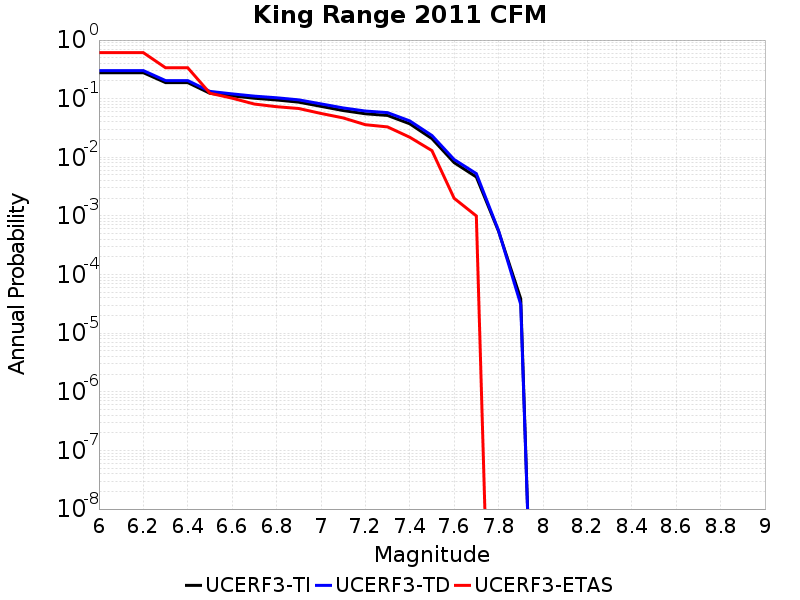 King Range 2011 CFM
Annual Probability
10^0
10^-1
10^-2
10^-3
10^-4
10^-5
10^-6
10^-7
10^-8
6 6.2 6.4 6.6 6.8 7 7.2 7.4 7.6 7.8 8 8.2 8.4 8.6 8.8 9
Magnitude
UCERF3-TI UCERF3-TD UCERF3-ETAS